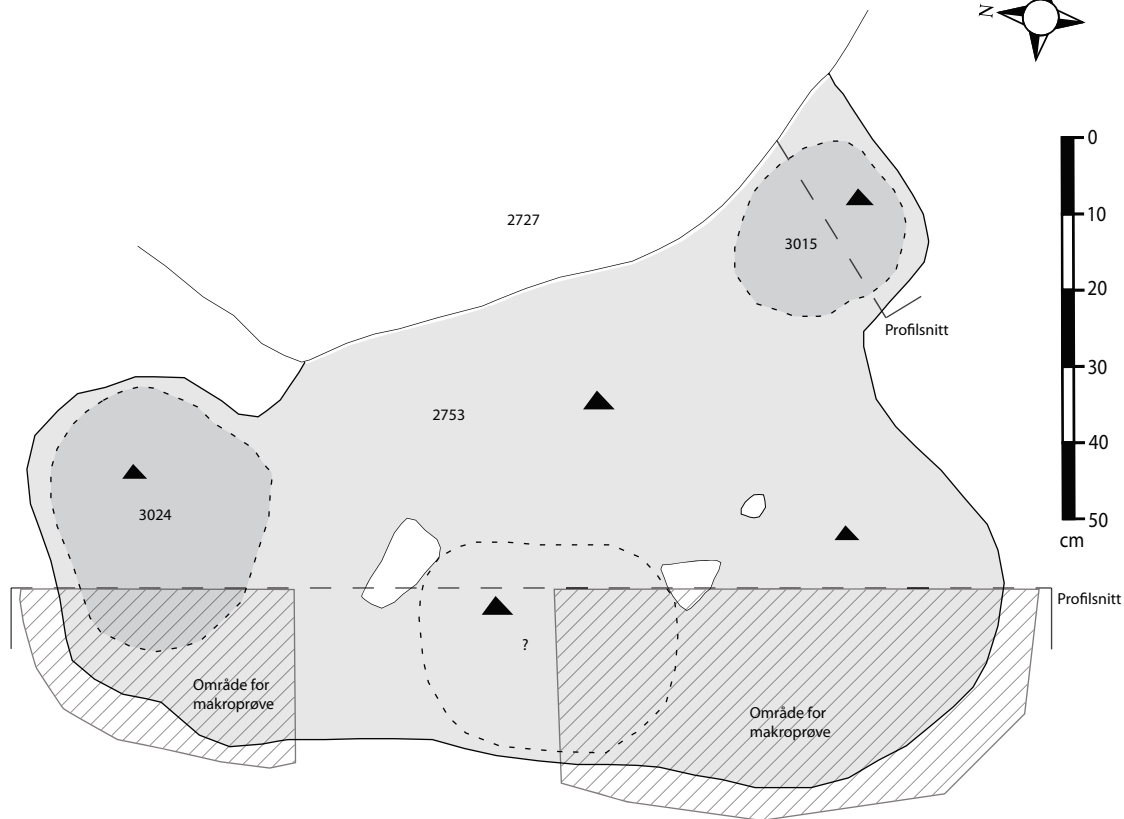 N
0
10
20
30
40
50
cm
2727
3015
Profilsnitt
2753
3024
Profilsnitt
?
Område for
makroprøve
Område for
makroprøve